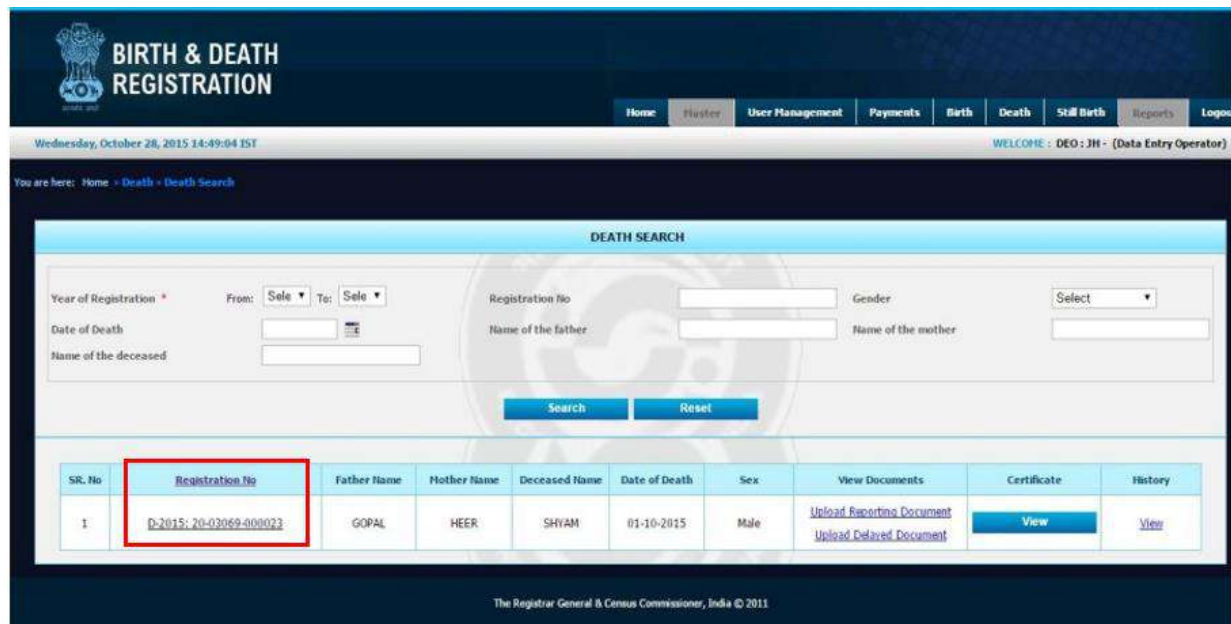 BIRTH & DEATH
REGISTRATION
Home Master User Management Payments Birth Death Still Birth Reports Logou
Wednesday, October 28, 2015 14:49:04 IST WELCOME : DEO : JH - (Data Entry Operator)
You are here: Home » Death » Death Search
DEATH SEARCH
Year of Registration * From: Sele To: Sele Registration No Gender Select
Date of Death Name of the father Name of the mother
Name of the deceased
Search Reset
SR. No Registration No Father Name Mother Name Deceased Name Date of Death Sex View Documents Certificate History
1 D-2015: 20-03069-000023 GOPAL HEER SHYAM 01-10-2015 Male Upload Reporting Document View View
Upload Delayed Document
The Registrar General & Census Commissioner, India © 2011